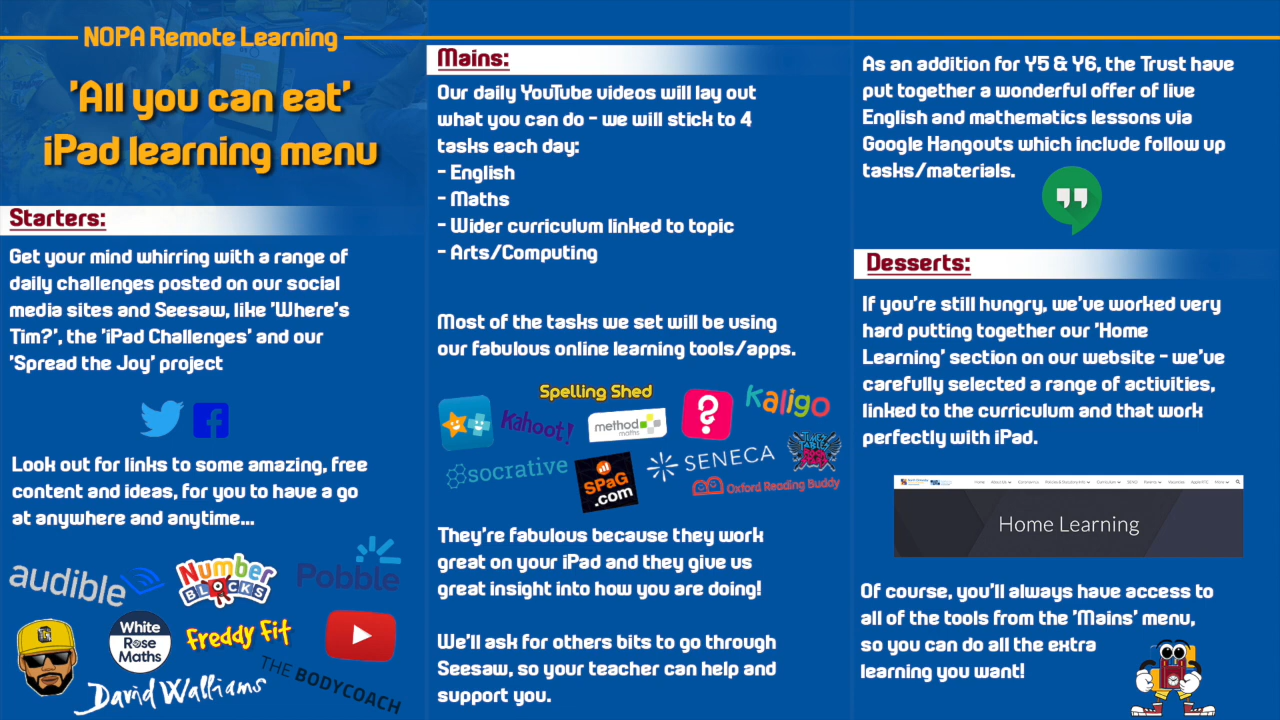 NOPA Remote Learning
'All you can eat'
iPad learning menu
Starters:
Get your mind whirring with a range of
daily challenges posted on our social
media sites and Seesaw, like 'Where's
Tim?', the 'iPad Challenges' and our
'Spread the Joy' project
Look out for links to some amazing, free
content and ideas, for you to have a go
at anywhere and anytime...
audible
Number
BLOCKS
Pobble
White
Rose
Maths
Freddy Fit
David Walliams
THE BODYCOACH
Mains:
Our daily YouTube videos will lay out
what you can do - we will stick to 4
tasks each day:
- English
- Maths
- Wider curriculum linked to topic
- Arts/Computing
Most of the tasks we set will be using
our fabulous online learning tools/apps.
Spelling Shed
Kahoot!
method
maths
?
Kaligo
socrative
SPaG
.com
SENECA
TIMES
TABLES
ROCK
Oxford Reading Buddy
They're fabulous because they work
great on your iPad and they give us
great insight into how you are doing!
We'll ask for others bits to go through
Seesaw, so your teacher can help and
support you.
As an addition for Y5 & Y6, the Trust have
put together a wonderful offer of live
English and mathematics lessons via
Google Hangouts which include follow up
tasks/materials.
Desserts:
If you're still hungry, we've worked very
hard putting together our 'Home
Learning' section on our website - we've
carefully selected a range of activities,
linked to the curriculum and that work
perfectly with iPad.
Home Learning
Of course, you'll always have access to
all of the tools from the 'Mains' menu,
so you can do all the extra
learning you want!